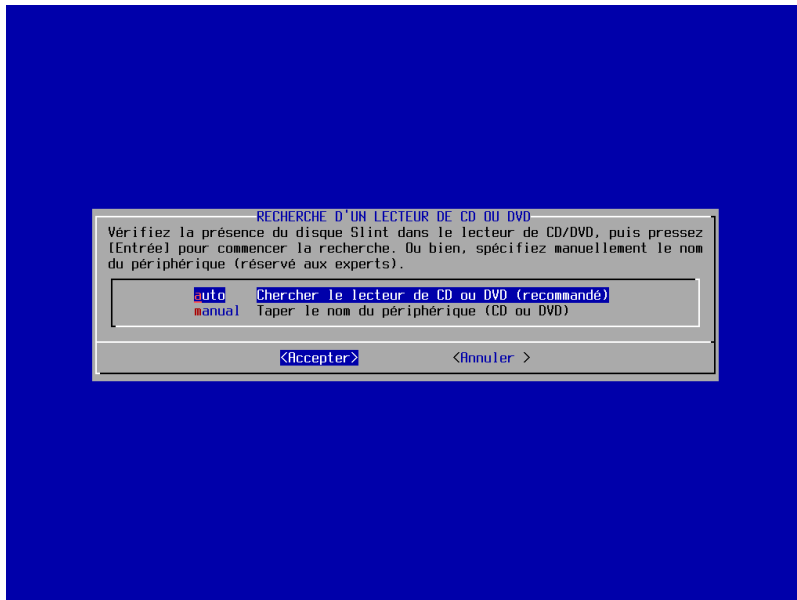 RECHERCHE D'UN LECTEUR DE CD OU DVD
Vérifiez la présence du disque Slint dans le lecteur de CD/DVD, puis pressez
[Entrée] pour commencer la recherche. Ou bien, spécifiez manuellement le nom
du périphérique (réservé aux experts).
auto Chercher le lecteur de CD ou DVD (recommandé)
manual Taper le nom du périphérique (CD ou DVD)
<Accepter> <Annuler >